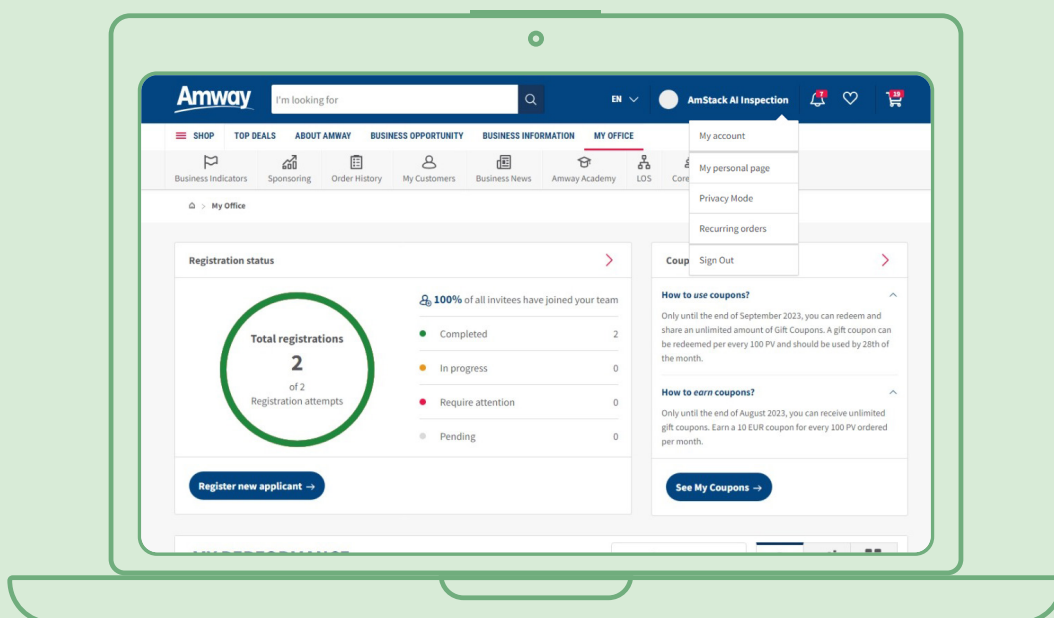 Amway
I'm looking for
EN
AmStack AI Inspection
7
19
SHOP TOP DEALS ABOUT AMWAY BUSINESS OPPORTUNITY BUSINESS INFORMATION MY OFFICE
Business Indicators Sponsoring Order History My Customers Business News Amway Academy LOS Core
My account
My personal page
Privacy Mode
Recurring orders
Sign Out
> My Office
Registration status
Total registrations
2
of 2
Registration attempts
100% of all invitees have joined your team
Completed 2
In progress 0
Require attention 0
Pending 0
Register new applicant →
Coup
How to use coupons?
Only until the end of September 2023, you can redeem and
share an unlimited amount of Gift Coupons. A gift coupon can
be redeemed per every 100 PV and should be used by 28th of
the month.
How to earn coupons?
Only until the end of August 2023, you can receive unlimited
gift coupons. Earn a 10 EUR coupon for every 100 PV ordered
per month.
See My Coupons →
MY PERFORMANCE